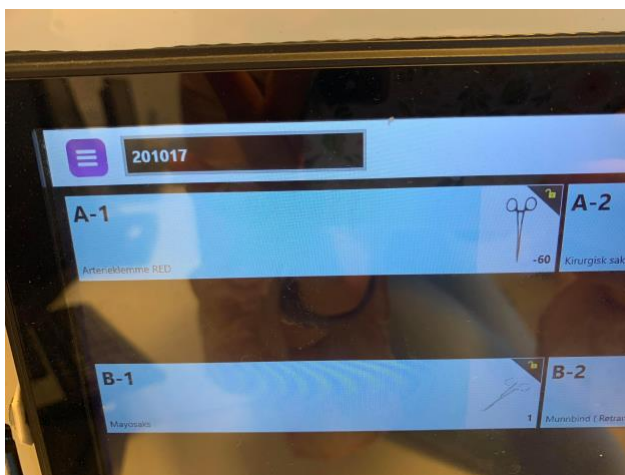 201017
A-1
Arterieklemme RED
-60
A-2
Kirurgisk sak
B-1
Mayosaks
1
B-2
Munnbind ( Retra